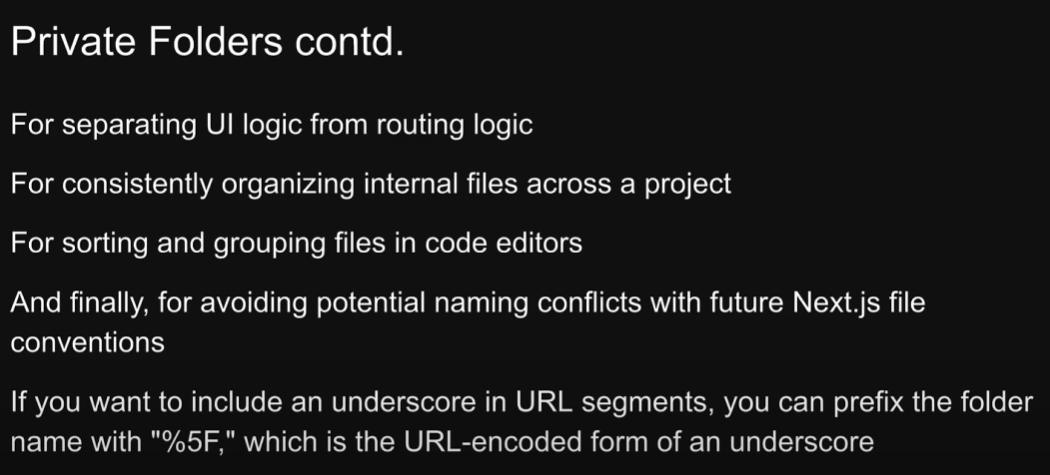 Private Folders contd.
For separating UI logic from routing logic
For consistently organizing internal files across a project
For sorting and grouping files in code editors
And finally, for avoiding potential naming conflicts with future Next.js file
conventions
If you want to include an underscore in URL segments, you can prefix the folder
name with "%5F," which is the URL-encoded form of an underscore